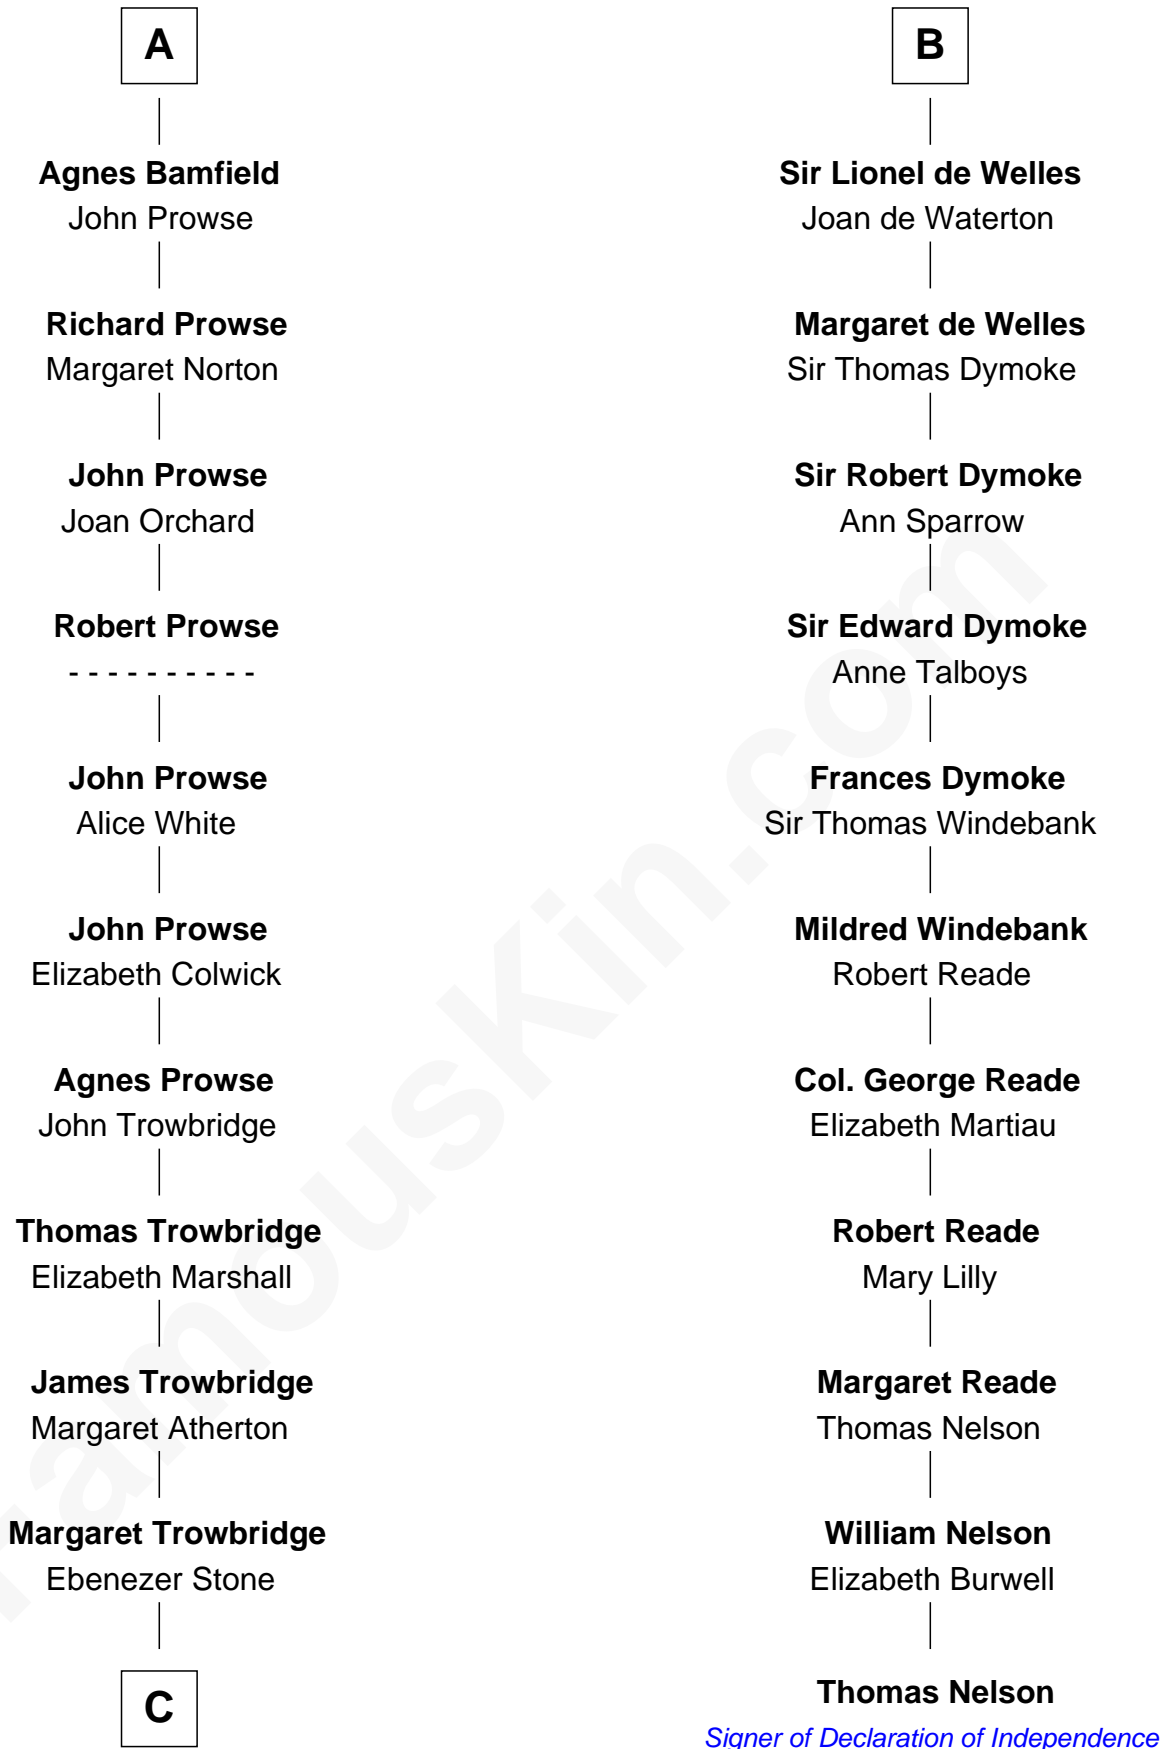 A
Agnes Bamfield
John Prowse
Richard Prowse
Margaret Norton
John Prowse
Joan Orchard
Robert Prowse
- - - - - - - - - -
John Prowse
Alice White
John Prowse
Elizabeth Colwick
Agnes Prowse
John Trowbridge
Thomas Trowbridge
Elizabeth Marshall
James Trowbridge
Margaret Atherton
Margaret Trowbridge
Ebenezer Stone
C
B
Sir Lionel de Welles
Joan de Waterton
Margaret de Welles
Sir Thomas Dymoke
Sir Robert Dymoke
Ann Sparrow
Sir Edward Dymoke
Anne Talboys
Frances Dymoke
Sir Thomas Windebank
Mildred Windebank
Robert Reade
Col. George Reade
Elizabeth Martiau
Robert Reade
Mary Lilly
Margaret Reade
Thomas Nelson
William Nelson
Elizabeth Burwell
Thomas Nelson
Signer of Declaration of Independence
FamousKin.com